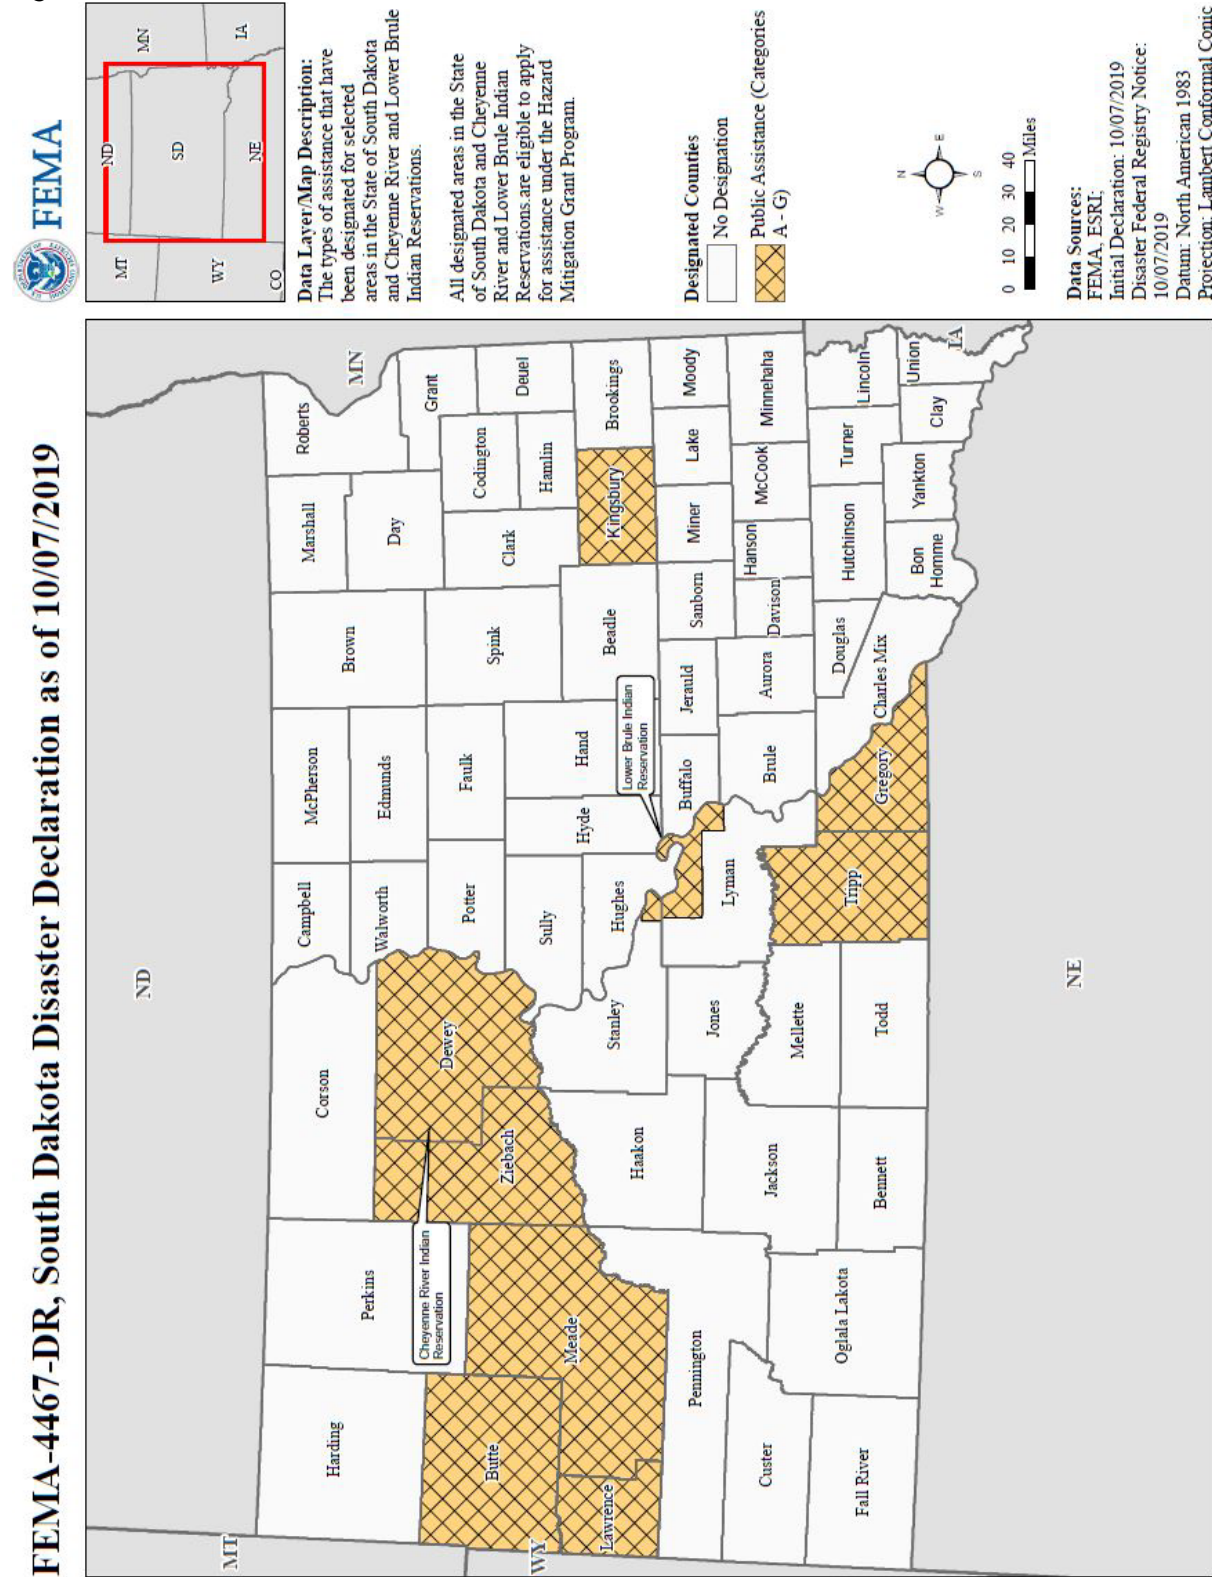 FEMA-4467-DR, South Dakota Disaster Declaration as of 10/07/2019
FEMA
MT
ND
MN
SD
WY
NE
IA
CO
Data Layer/Map Description:
The types of assistance that have
been designated for selected
areas in the State of South Dakota
and Cheyenne River and Lower Brule
Indian Reservations.
All designated areas in the State
of South Dakota and Cheyenne
River and Lower Brule Indian
Reservations.are eligible to apply
for assistance under the Hazard
Mitigation Grant Program.
Designated Counties
No Designation
Public Assistance (Categories
A - G)
N
W
E
S
0 10 20 30 40
Miles
Data Sources:
FEMA, ESRI;
Initial Declaration: 10/07/2019
Disaster Federal Registry Notice:
10/07/2019
Datum: North American 1983
Projection: Lambert Conformal Conic
MT
ND
MN
WY
NE
IA
Harding
Perkins
Corson
Campbell
McPherson
Brown
Marshall
Roberts
Walworth
Edmunds
Day
Grant
Butte
Meade
Ziebach
Dewey
Potter
Faulk
Spink
Codington
Deuel
Clark
Hamlin
Cheyenne River Indian
Reservation
Lawrence
Sully
Hyde
Hand
Beadle
Kingsbury
Brookings
Haakon
Stanley
Hughes
Lower Brule Indian
Reservation
Pennington
Jones
Lyman
Buffalo
Jerauld
Sanborn
Miner
Lake
Moody
Custer
Jackson
Mellette
Brule
Aurora
Davison
Hanson
McCook
Minnehaha
Fall River
Oglala Lakota
Bennett
Todd
Tripp
Gregory
Charles Mix
Douglas
Hutchinson
Turner
Lincoln
Bon
Homme
Yankton
Clay
Union